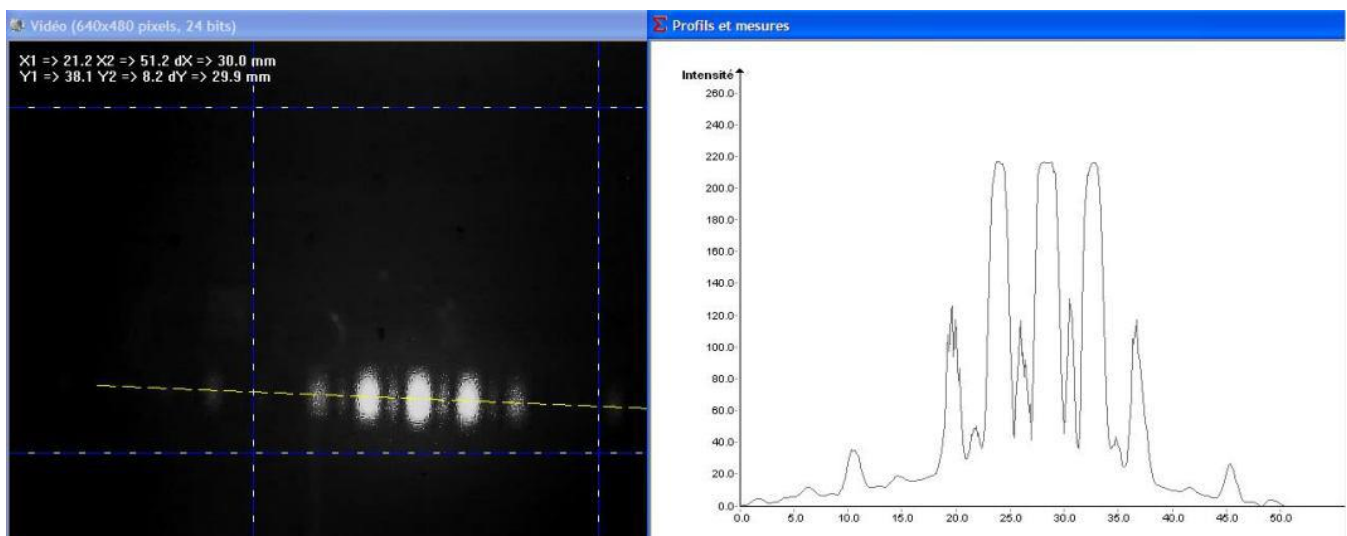 Vidéo (640x480 pixels, 24 bits)
X1 => 21.2 X2 => 51.2 dX => 30.0 mm
Y1 => 38.1 Y2 => 8.2 dY => 29.9 mm
Σ Profils et mesures
Intensité
260.0
240.0
220.0
200.0
180.0
160.0
140.0
120.0
100.0
80.0
60.0
40.0
20.0
0.0
0.0 5.0 10.0 15.0 20.0 25.0 30.0 35.0 40.0 45.0 50.0